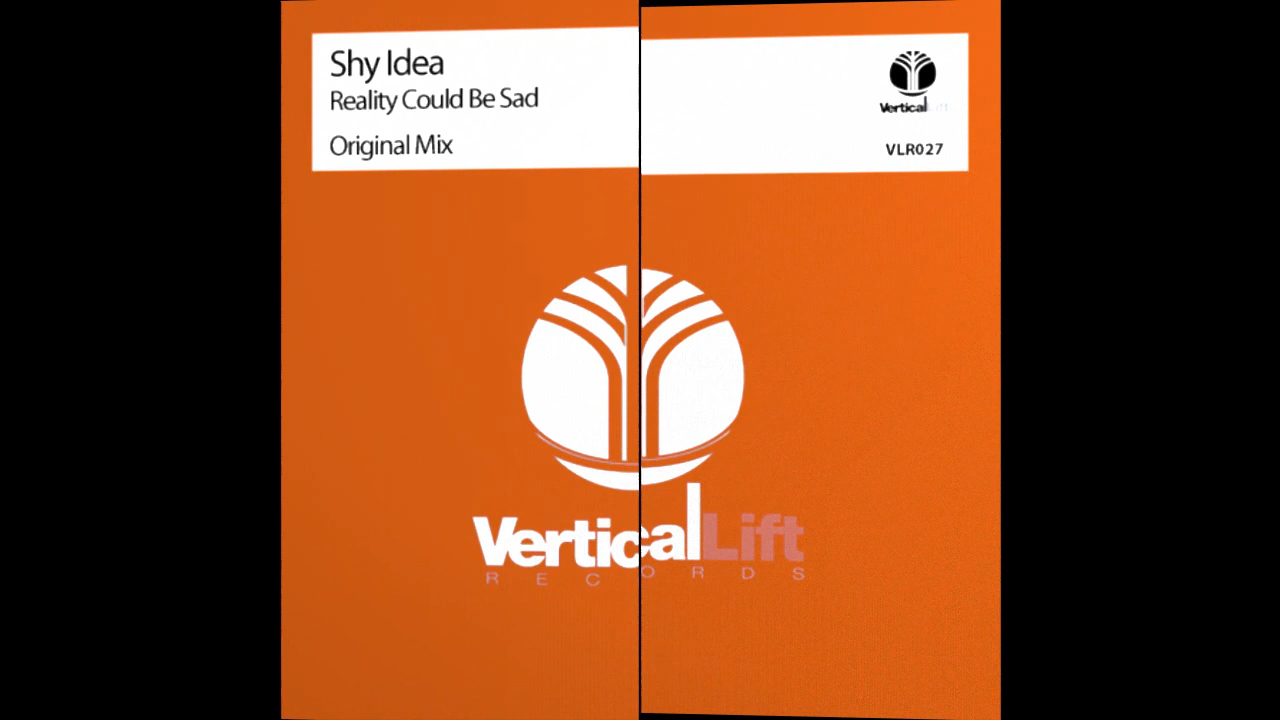 Shy Idea
Reality Could Be Sad
Original Mix
VerticalLift
VLR027
VerticalLift
RECORDS